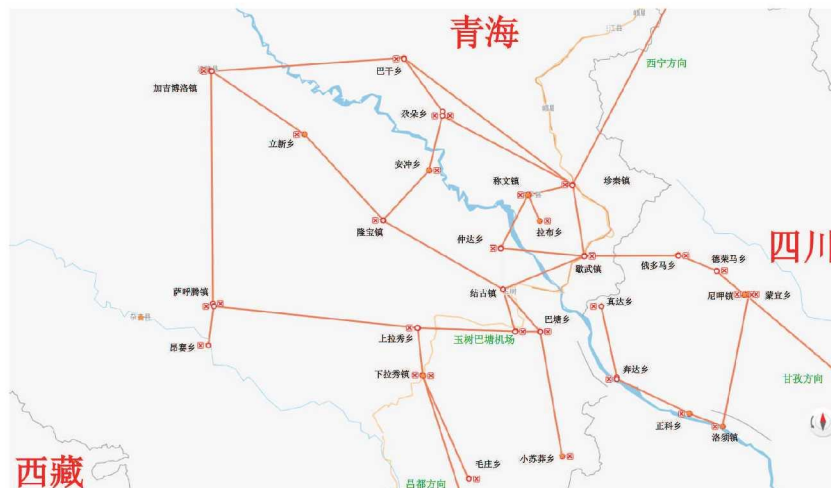 青海
西宁方向
巴干乡
加吉博洛镇
尕朵乡
立新乡
安冲乡
称文镇
珍秦镇
拉布乡
隆宝镇
仲达乡
歇武镇
俄多马乡
德荣马乡
四川
萨呼腾镇
结古镇
真达乡
尼呷镇
蒙宜乡
上拉秀乡
玉树巴塘机场
巴塘乡
昂赛乡
下拉秀镇
奔达乡
甘孜方向
正科乡
洛须镇
毛庄乡
小苏莽乡
西藏
昌都方向